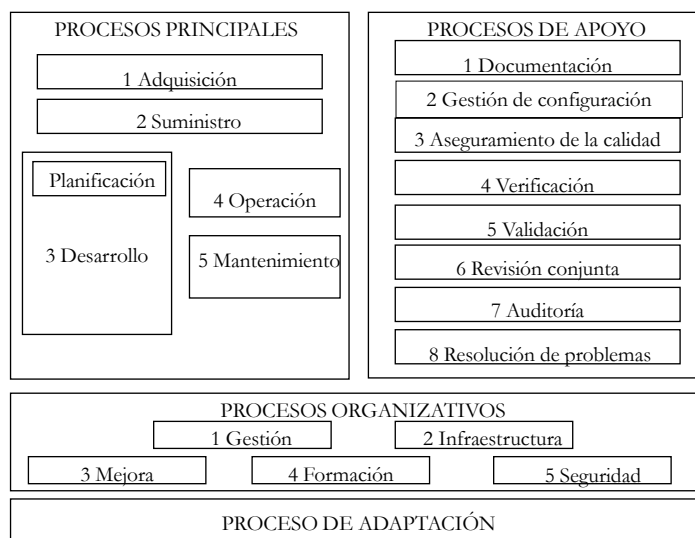 PROCESOS PRINCIPALES
1 Adquisición
2 Suministro
Planificación
3 Desarrollo
4 Operación
5 Mantenimiento
PROCESOS DE APOYO
1 Documentación
2 Gestión de configuración
3 Aseguramiento de la calidad
4 Verificación
5 Validación
6 Revisión conjunta
7 Auditoría
8 Resolución de problemas
PROCESOS ORGANIZATIVOS
1 Gestión
2 Infraestructura
3 Mejora
4 Formación
5 Seguridad
PROCESO DE ADAPTACIÓN